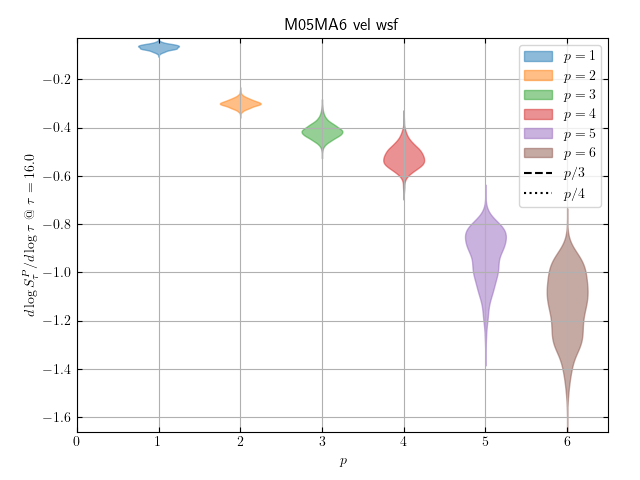 M05MA6 vel wsf
d log S_τ^P / d log τ @ τ = 16.0
−0.2
−0.4
−0.6
−0.8
−1.0
−1.2
−1.4
−1.6
p = 1
p = 2
p = 3
p = 4
p = 5
p = 6
p/3
p/4
0 1 2 3 4 5 6
p